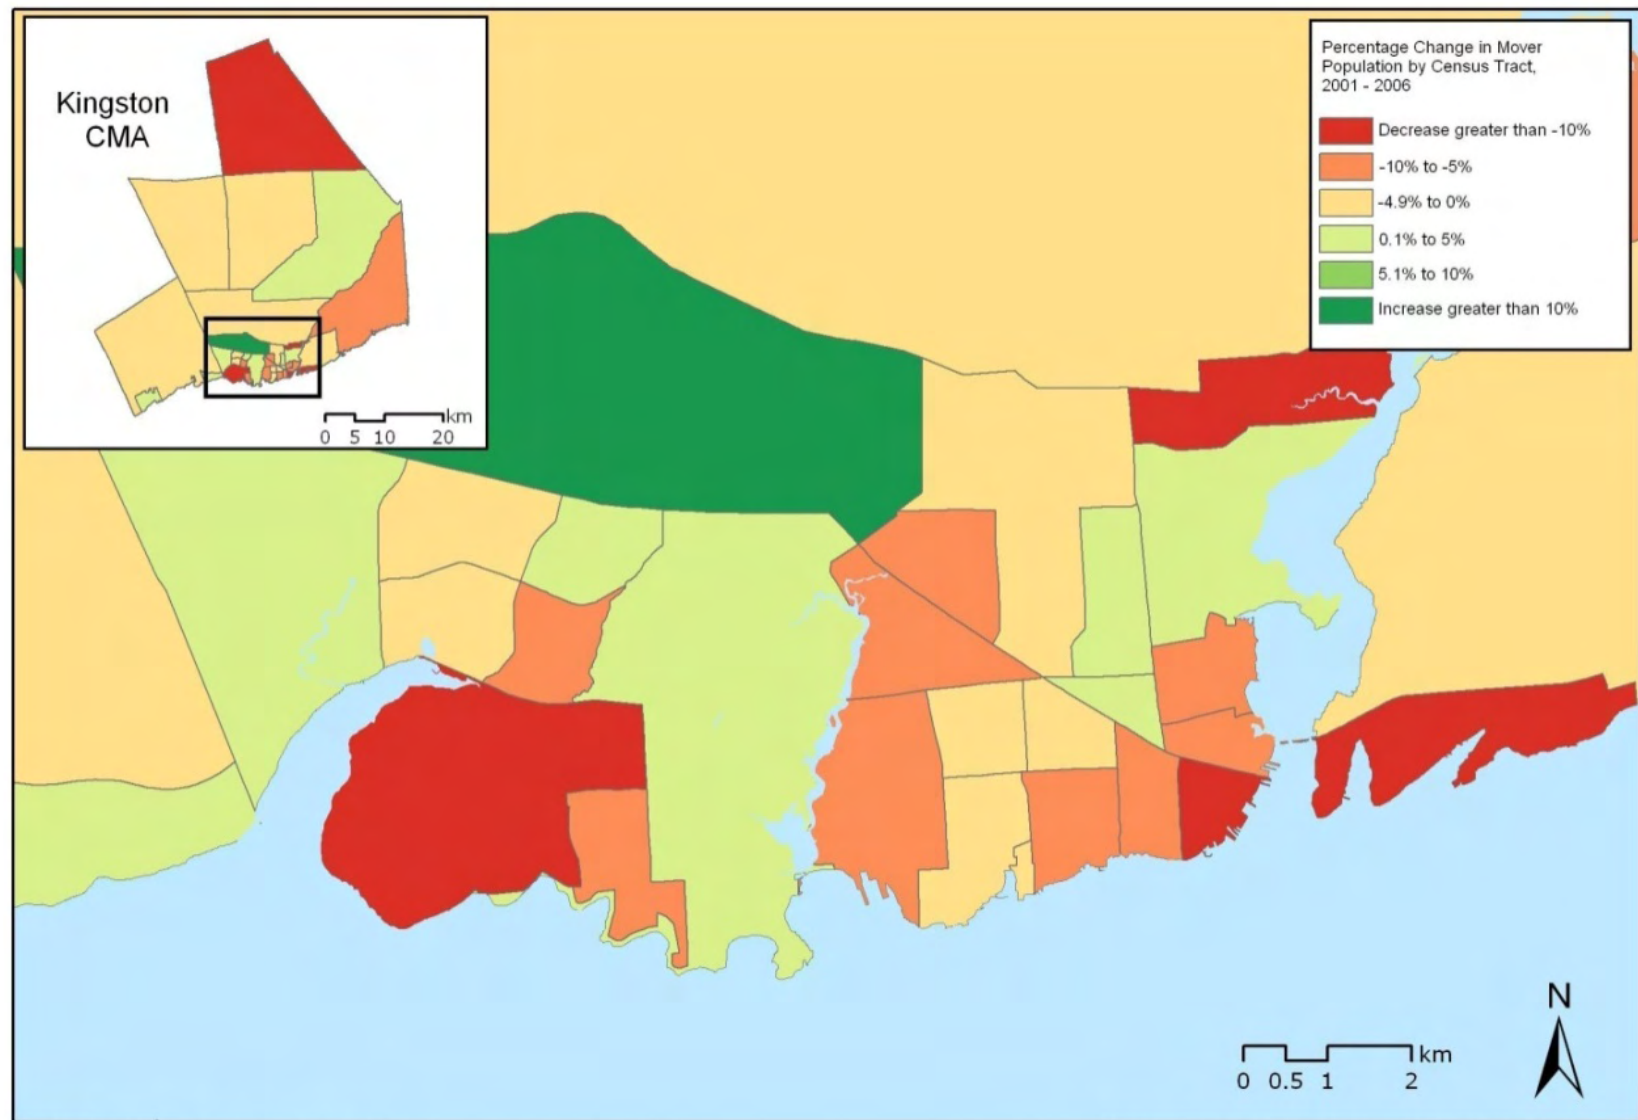 Kingston
CMA
0 5 10 20 km
Percentage Change in Mover
Population by Census Tract,
2001 - 2006
Decrease greater than -10%
-10% to -5%
-4.9% to 0%
0.1% to 5%
5.1% to 10%
Increase greater than 10%
N
km
0 0.5 1 2